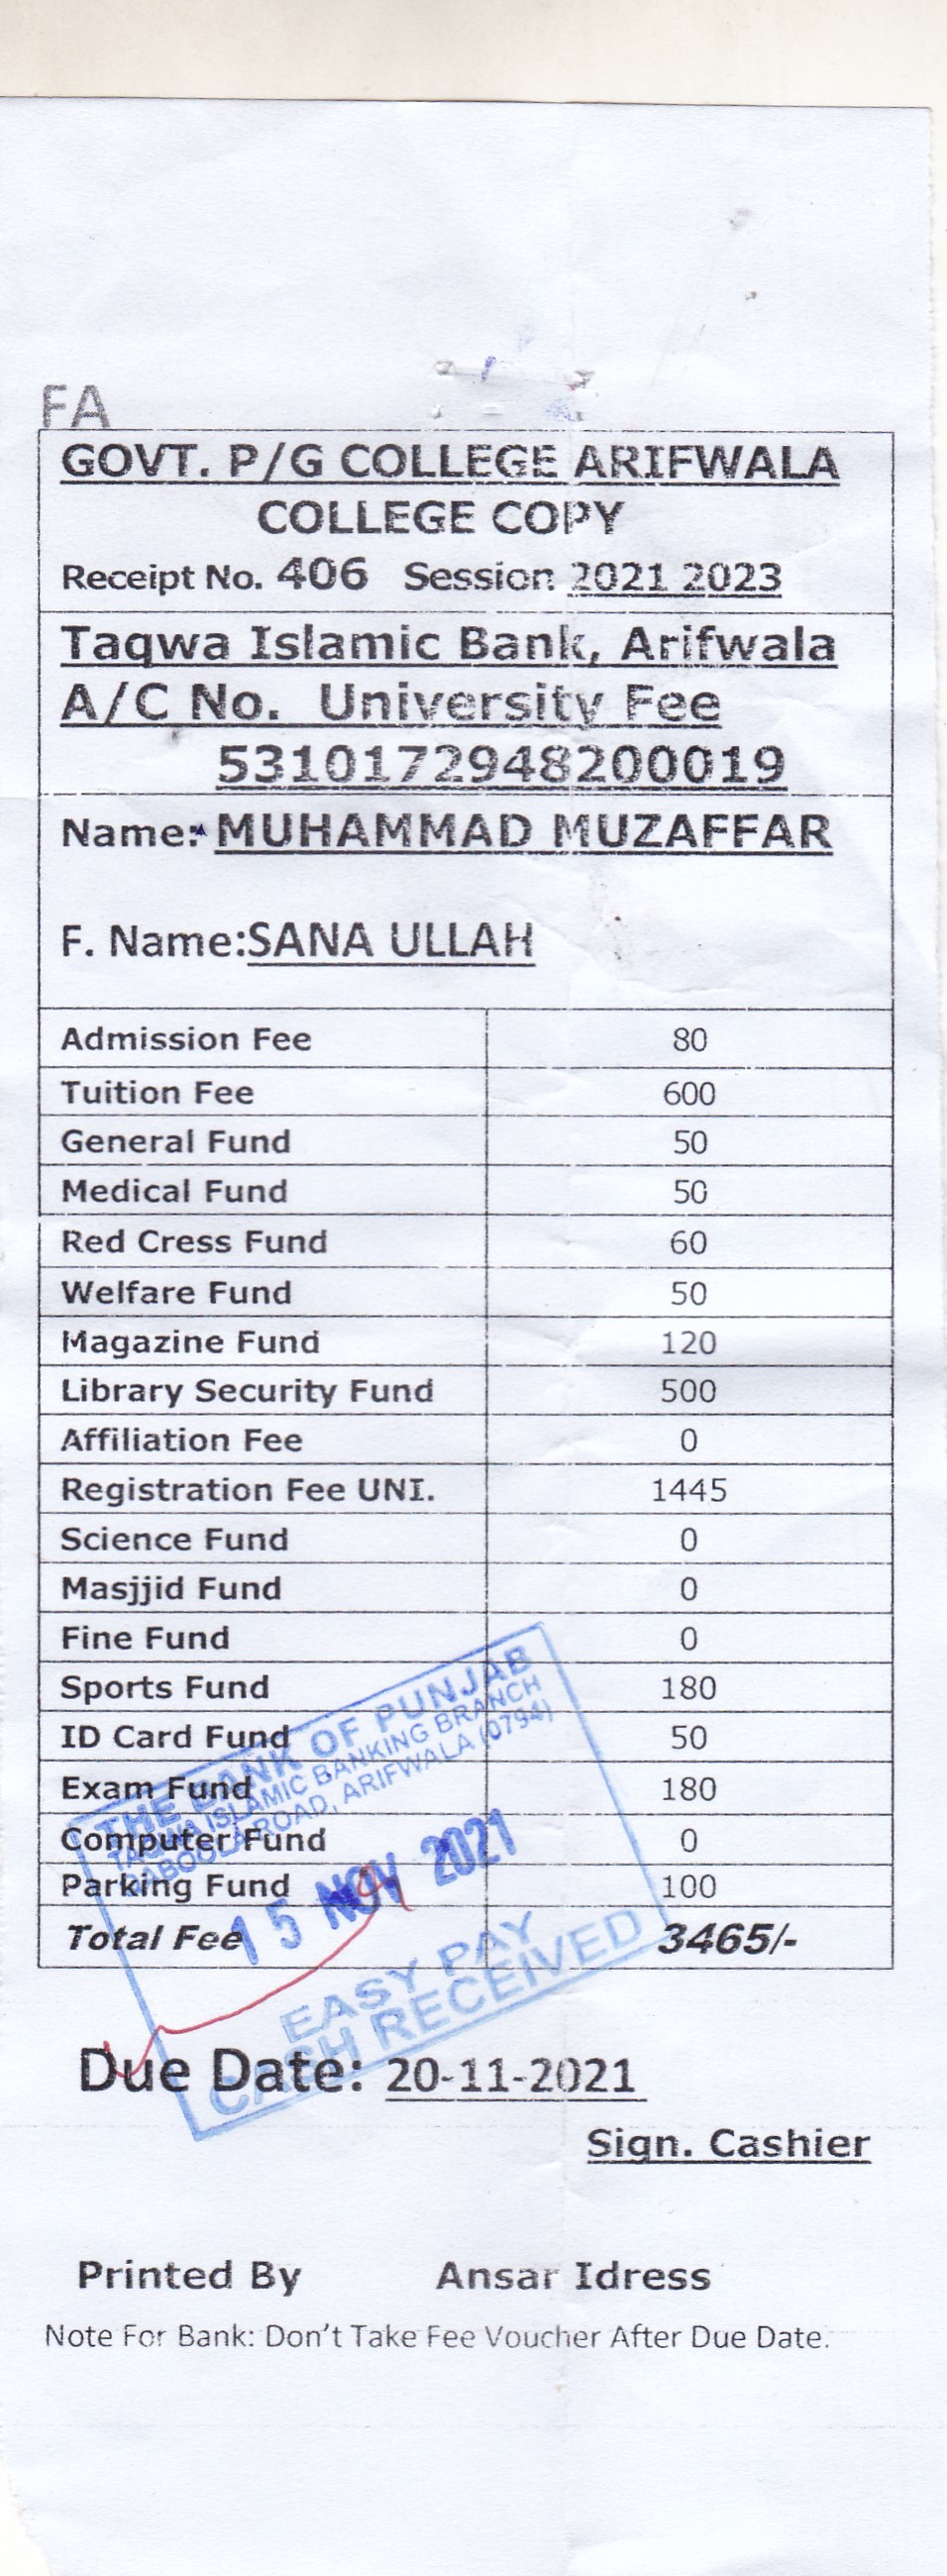 FA
GOVT. P/G COLLEGE ARIFWALA
COLLEGE COPY
Receipt No. 406 Session 2021 2023
Taqwa Islamic Bank, Arifwala
A/C No. University Fee
5310172948200019
Name: MUHAMMAD MUZAFFAR
F. Name:SANA ULLAH
Admission Fee 80
Tuition Fee 600
General Fund 50
Medical Fund 50
Red Cress Fund 60
Welfare Fund 50
Magazine Fund 120
Library Security Fund 500
Affiliation Fee 0
Registration Fee UNI. 1445
Science Fund 0
Masjjid Fund 0
Fine Fund 0
Sports Fund 180
ID Card Fund 50
Exam Fund 180
Computer Fund 0
Parking Fund 100
Total Fee 3465/-
THE BANK OF PUNJAB
TAQWA ISLAMIC BANKING BRANCH
ROAD, ARIFWALA (0794)
15 NOV 2021
EASY PAY
CASH RECEIVED
Due Date: 20-11-2021
Sign. Cashier
Printed By Ansar Idress
Note For Bank: Don't Take Fee Voucher After Due Date.